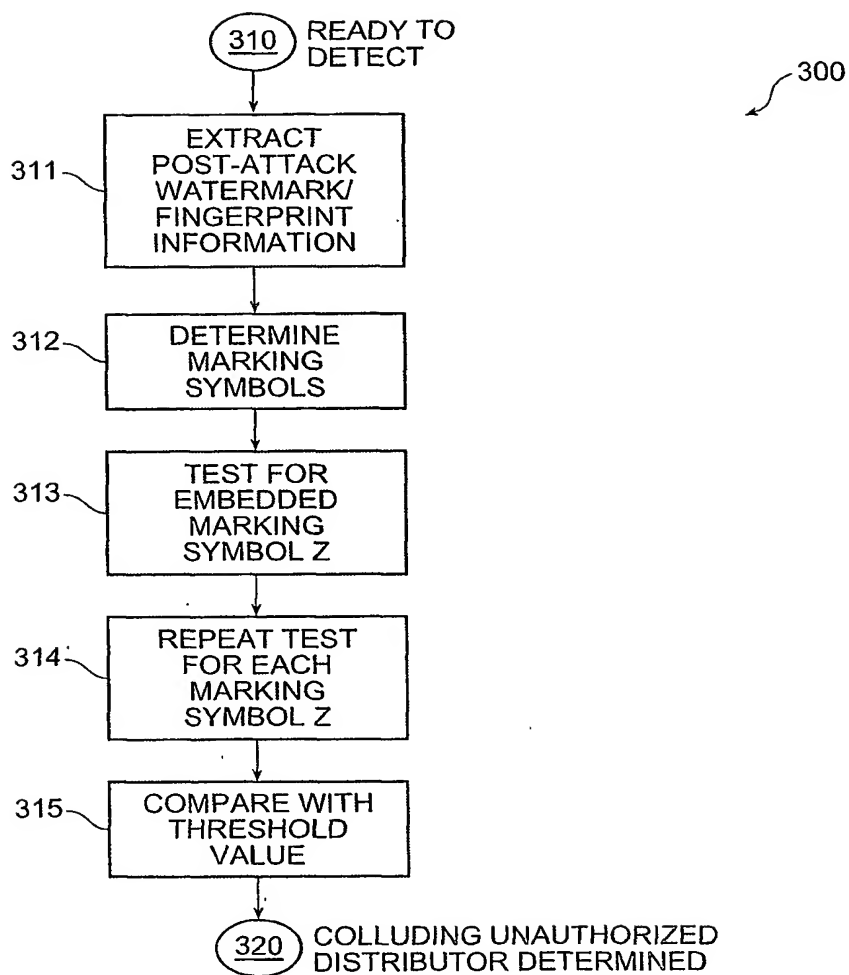 310 READY TO
DETECT
300
311
EXTRACT
POST-ATTACK
WATERMARK/
FINGERPRINT
INFORMATION
312
DETERMINE
MARKING
SYMBOLS
313
TEST FOR
EMBEDDED
MARKING
SYMBOL Z
314
REPEAT TEST
FOR EACH
MARKING
SYMBOL Z
315
COMPARE WITH
THRESHOLD
VALUE
320 COLLUDING UNAUTHORIZED
DISTRIBUTOR DETERMINED